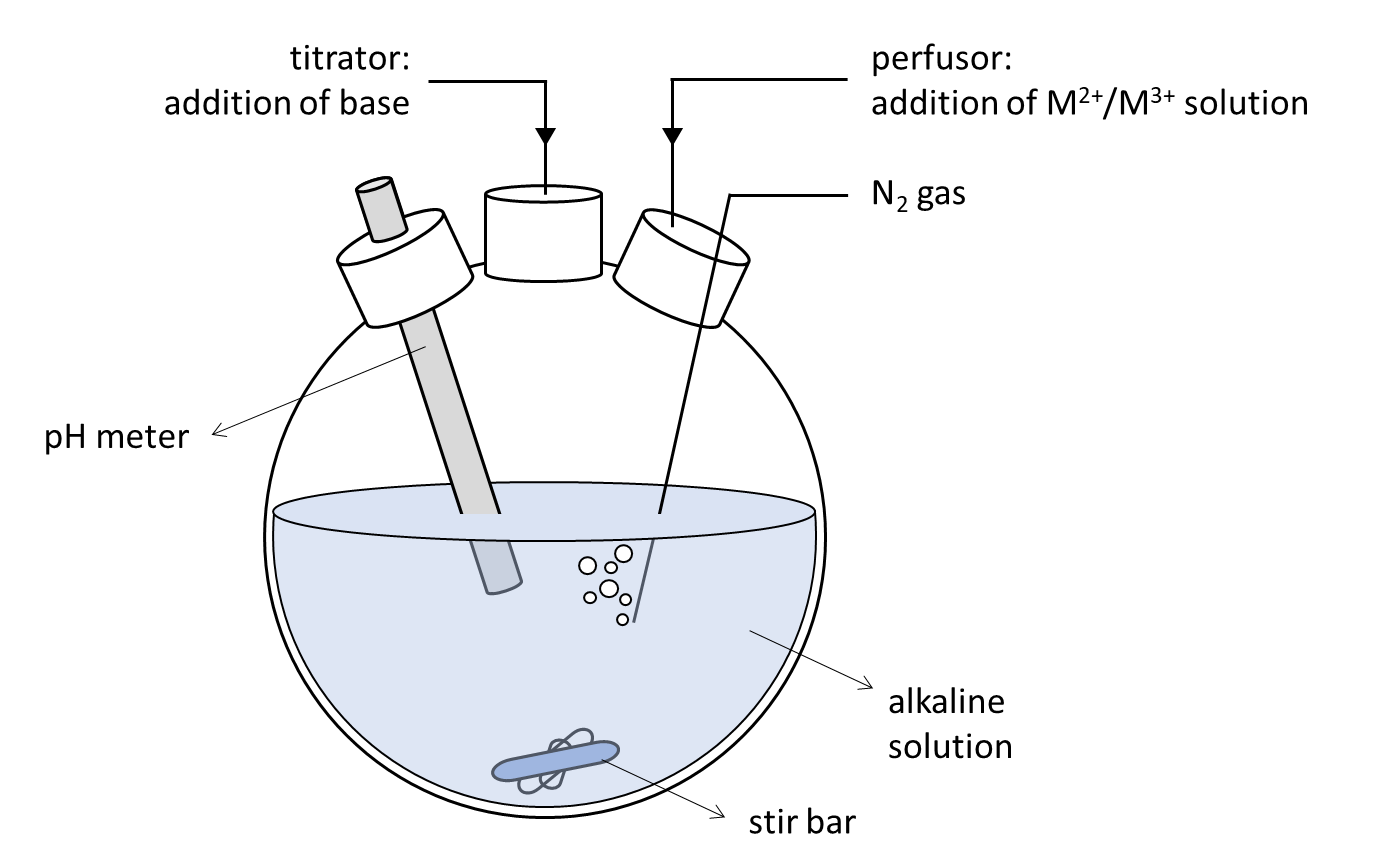 titrator:
addition of base
perfusor:
addition of M²⁺/M³⁺ solution
N₂ gas
pH meter
alkaline
solution
stir bar